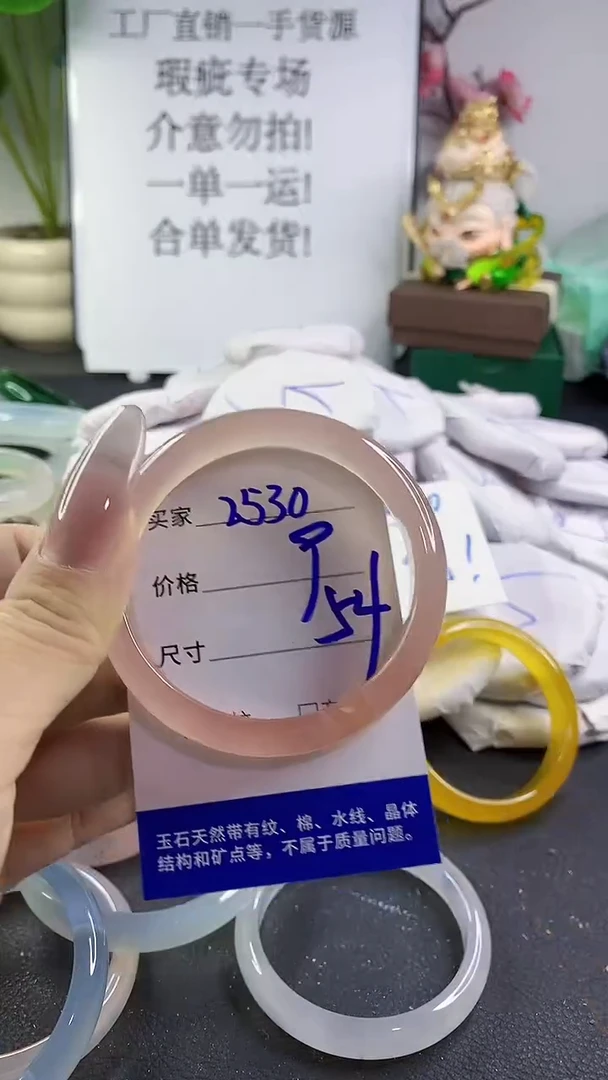 工厂直销一手货源
瑕疵专场
介意勿拍!
一单一运!
合单发货!
买家 2530
价格
尺寸 54
玉石天然带有纹、棉、水线、晶体
结构和矿点等，不属于质量问题。